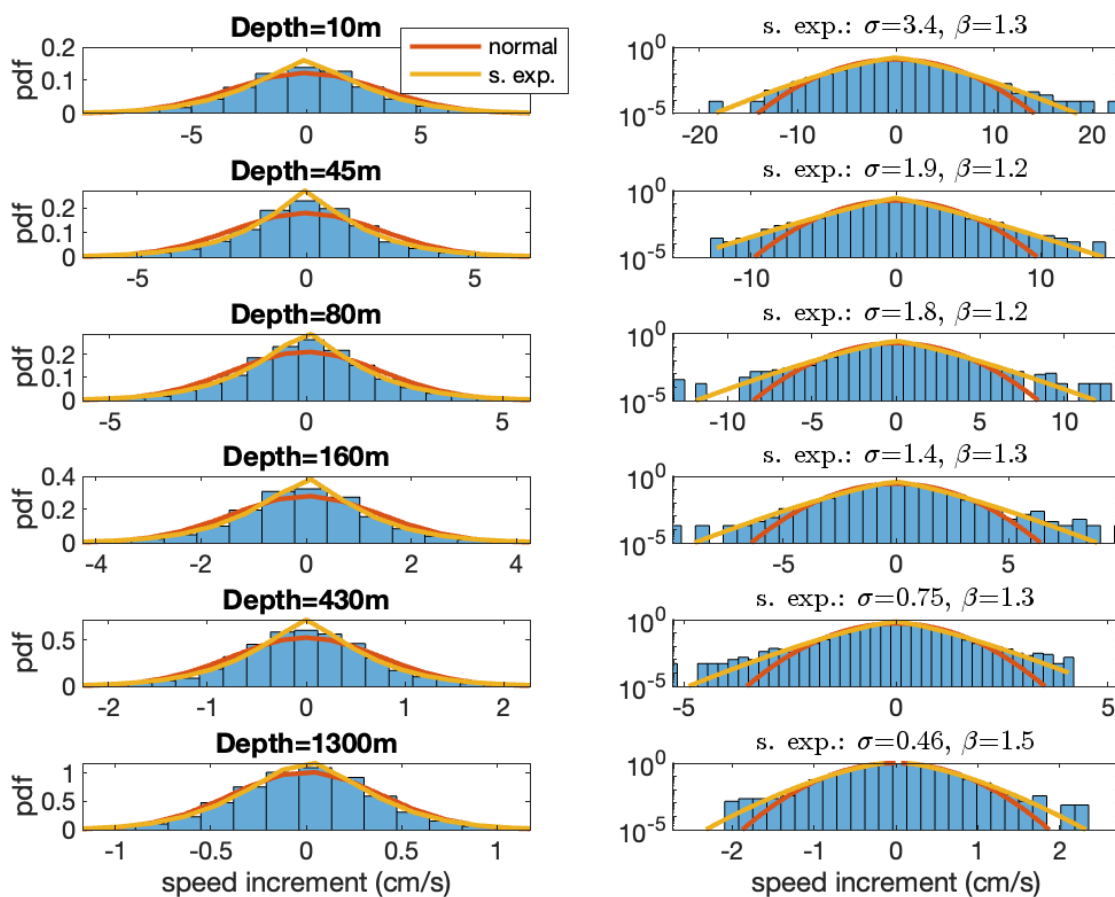 Depth=10m
normal
s. exp.
pdf
0.2
0.1
0
-5 0 5
s. exp.: σ=3.4, β=1.3
10^0
10^-5
-20 -10 0 10 20
Depth=45m
pdf
0.2
0.1
0
-5 0 5
s. exp.: σ=1.9, β=1.2
10^0
10^-5
-10 0 10
Depth=80m
pdf
0.2
0.1
0
-5 0 5
s. exp.: σ=1.8, β=1.2
10^0
10^-5
-10 -5 0 5 10
Depth=160m
pdf
0.4
0.2
0
-4 -2 0 2 4
s. exp.: σ=1.4, β=1.3
10^0
10^-5
-5 0 5
Depth=430m
pdf
0.5
0
-2 -1 0 1 2
s. exp.: σ=0.75, β=1.3
10^0
10^-5
-5 0 5
Depth=1300m
pdf
1
0.5
0
-1 -0.5 0 0.5 1
speed increment (cm/s)
s. exp.: σ=0.46, β=1.5
10^0
10^-5
-2 -1 0 1 2
speed increment (cm/s)